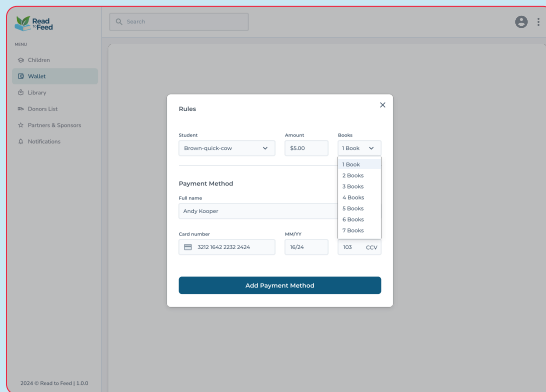 Read
to Feed
Search
MENU
Children
Wallet
Library
Donors List
Partners & Sponsors
Notifications
Rules
Student
Amount
Books
Brown-quick-cow
$5.00
1 Book
1 Book
2 Books
3 Books
4 Books
5 Books
6 Books
7 Books
Payment Method
Full name
Andy Kooper
Card number
MM/YY
3212 1642 2232 2424
16/24
103
CCV
Add Payment Method
2024 © Read to Feed | 1.0.0